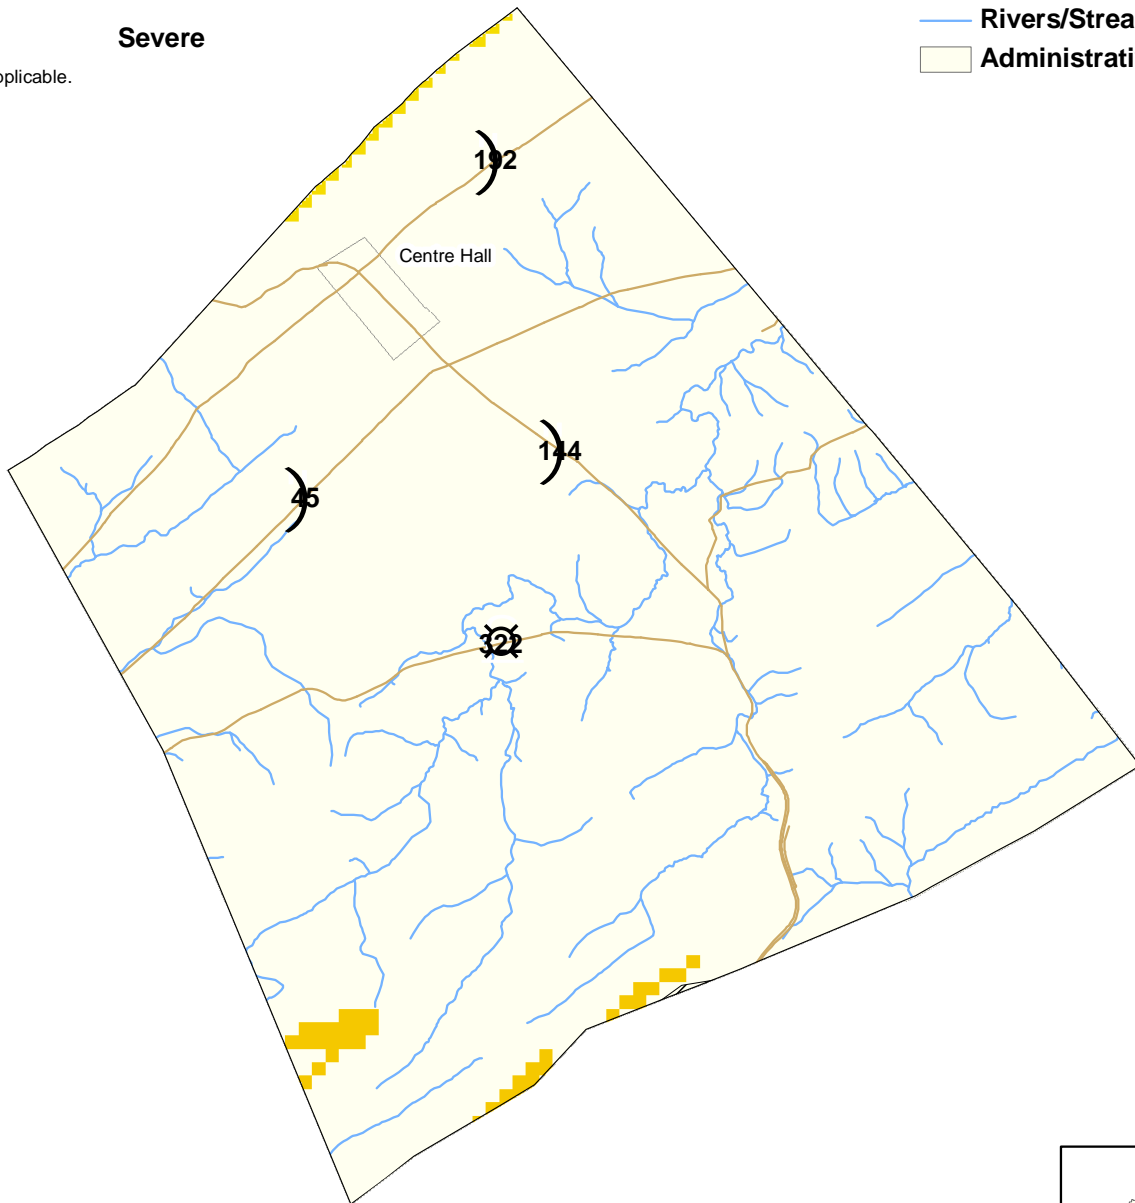 Severe
Rivers/Strea
Administrati
plicable.
192
Centre Hall
144
45
322